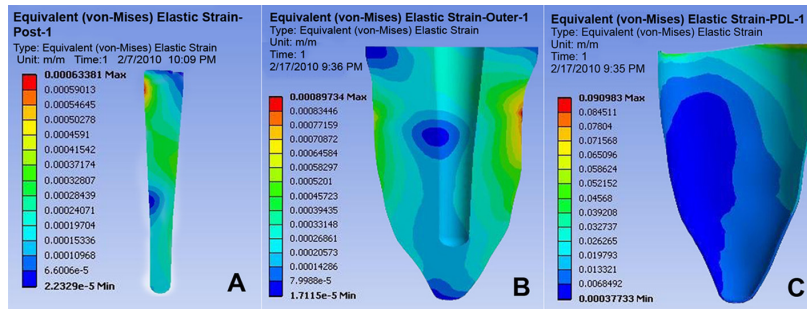 Equivalent (von-Mises) Elastic Strain-
Post-1
Type: Equivalent (von-Mises) Elastic Strain
Unit: m/m Time:1 2/7/2010 10:09 PM
0.00063381 Max
0.00059013
0.00054645
0.00050278
0.0004591
0.00041542
0.00037174
0.00032807
0.00028439
0.00024071
0.00019704
0.00015336
0.00010968
6.6006e-5
2.2329e-5 Min
A
Equivalent (von-Mises) Elastic Strain-Outer-1
Type: Equivalent (von-Mises) Elastic Strain
Unit: m/m
Time: 1
2/17/2010 9:36 PM
0.00089734 Max
0.00083446
0.00077159
0.00070872
0.00064584
0.00058297
0.0005201
0.00045723
0.00039435
0.00033148
0.00026861
0.00020573
0.00014286
7.9988e-5
1.7115e-5 Min
B
Equivalent (von-Mises) Elastic Strain-PDL-1
Type: Equivalent (von-Mises) Elastic Strain
Unit: m/m
Time: 1
2/17/2010 9:35 PM
0.090983 Max
0.084511
0.07804
0.071568
0.065096
0.058624
0.052152
0.04568
0.039208
0.032737
0.026265
0.019793
0.013321
0.0068492
0.00037733 Min
C